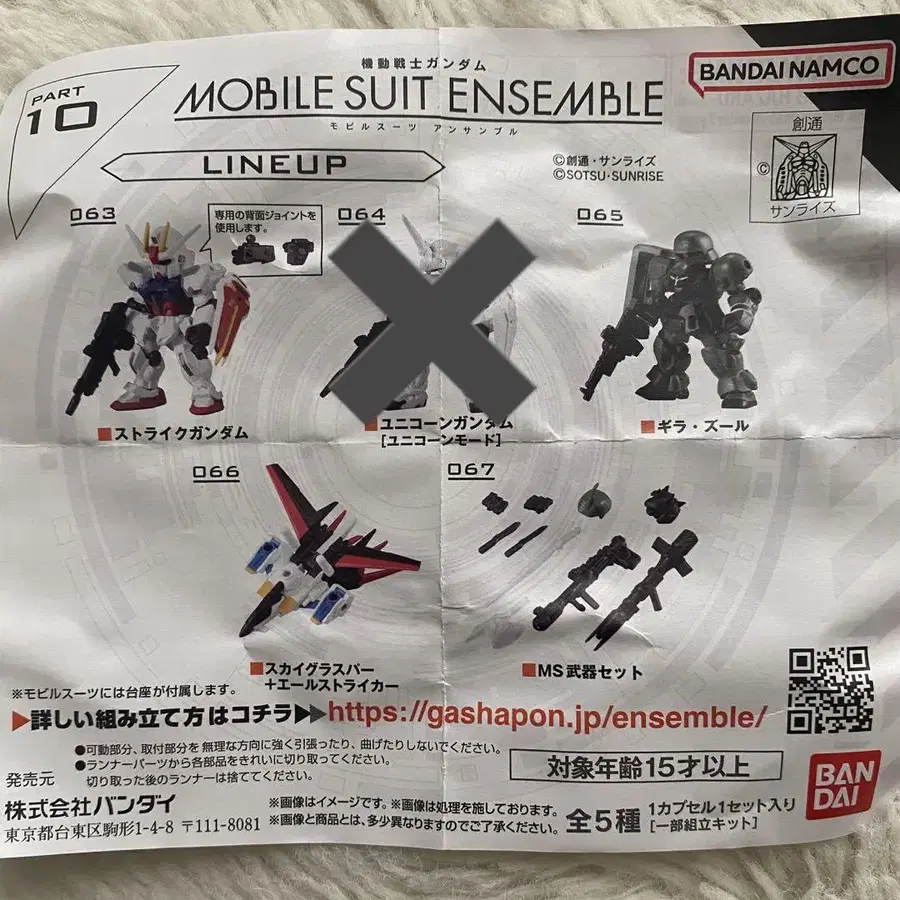 PART
10
機動戦士ガンダム
MOBILE SUIT ENSEMBLE
モビルスーツ アンサンブル
BANDAI NAMCO
LINEUP
©創通・サンライズ
©SOTSU・SUNRISE
創通
©
サンライズ
063
専用の背面ジョイントを
使用します。
064
065
ストライクガンダム
ユニコーンガンダム
[ユニコーンモード]
ギラ・ズール
066
067
スカイグラスパー
+エールストライカー
MS武器セット
※モビルスーツには台座が付属します。
詳しい組み立て方はコチラ
https://gashapon.jp/ensemble/
●可動部分、取付部分を無理な方向に強く引張ったり、曲げたりしないでください。
●ランナーパーツから各部品をきれいに切り取ってください。
切り取った後のランナーは捨ててください。
対象年齢15才以上
BAN
DAI
発売元
株式会社バンダイ
東京都台東区駒形1-4-8 〒111-8081
※画像はイメージです。※画像は処理を施しております。
※画像と商品とは、多少異なりますのでご了承ください。
全5種
1カプセル1セット入り
[一部組立キット]